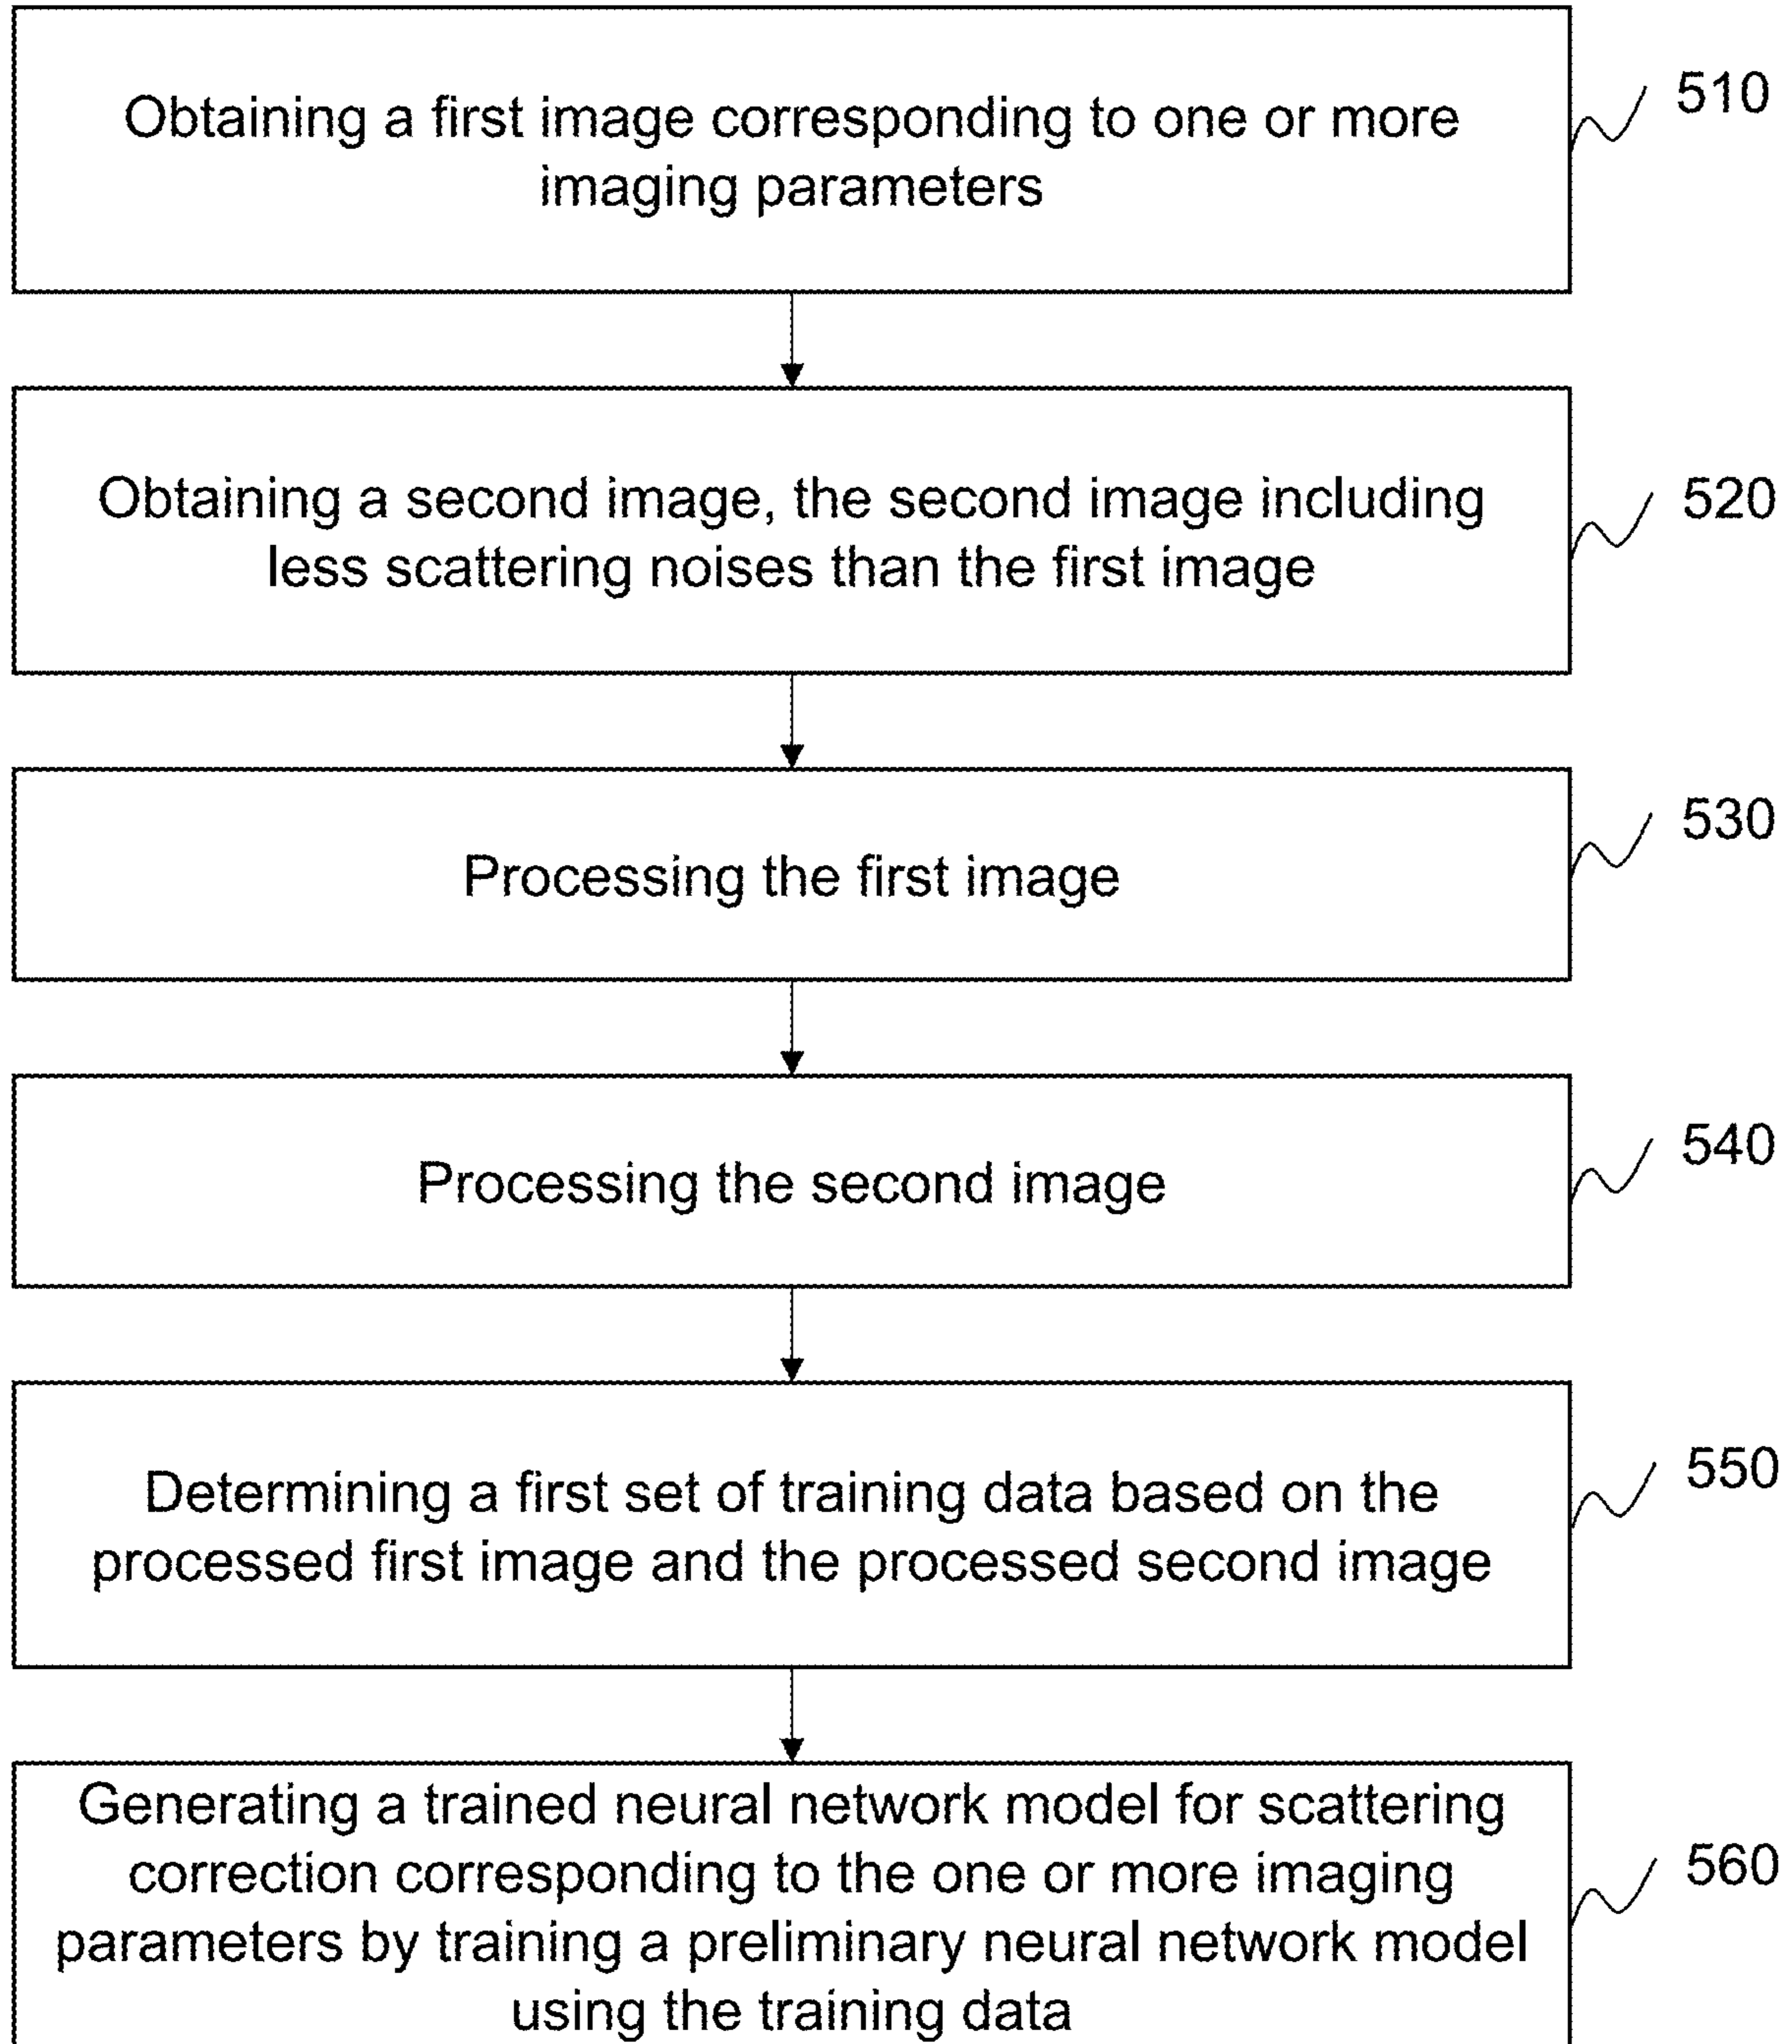 Obtaining a first image corresponding to one or more
imaging parameters
510
Obtaining a second image, the second image including
less scattering noises than the first image
520
Processing the first image
530
Processing the second image
540
Determining a first set of training data based on the
processed first image and the processed second image
550
Generating a trained neural network model for scattering
correction corresponding to the one or more imaging
parameters by training a preliminary neural network model
using the training data
560